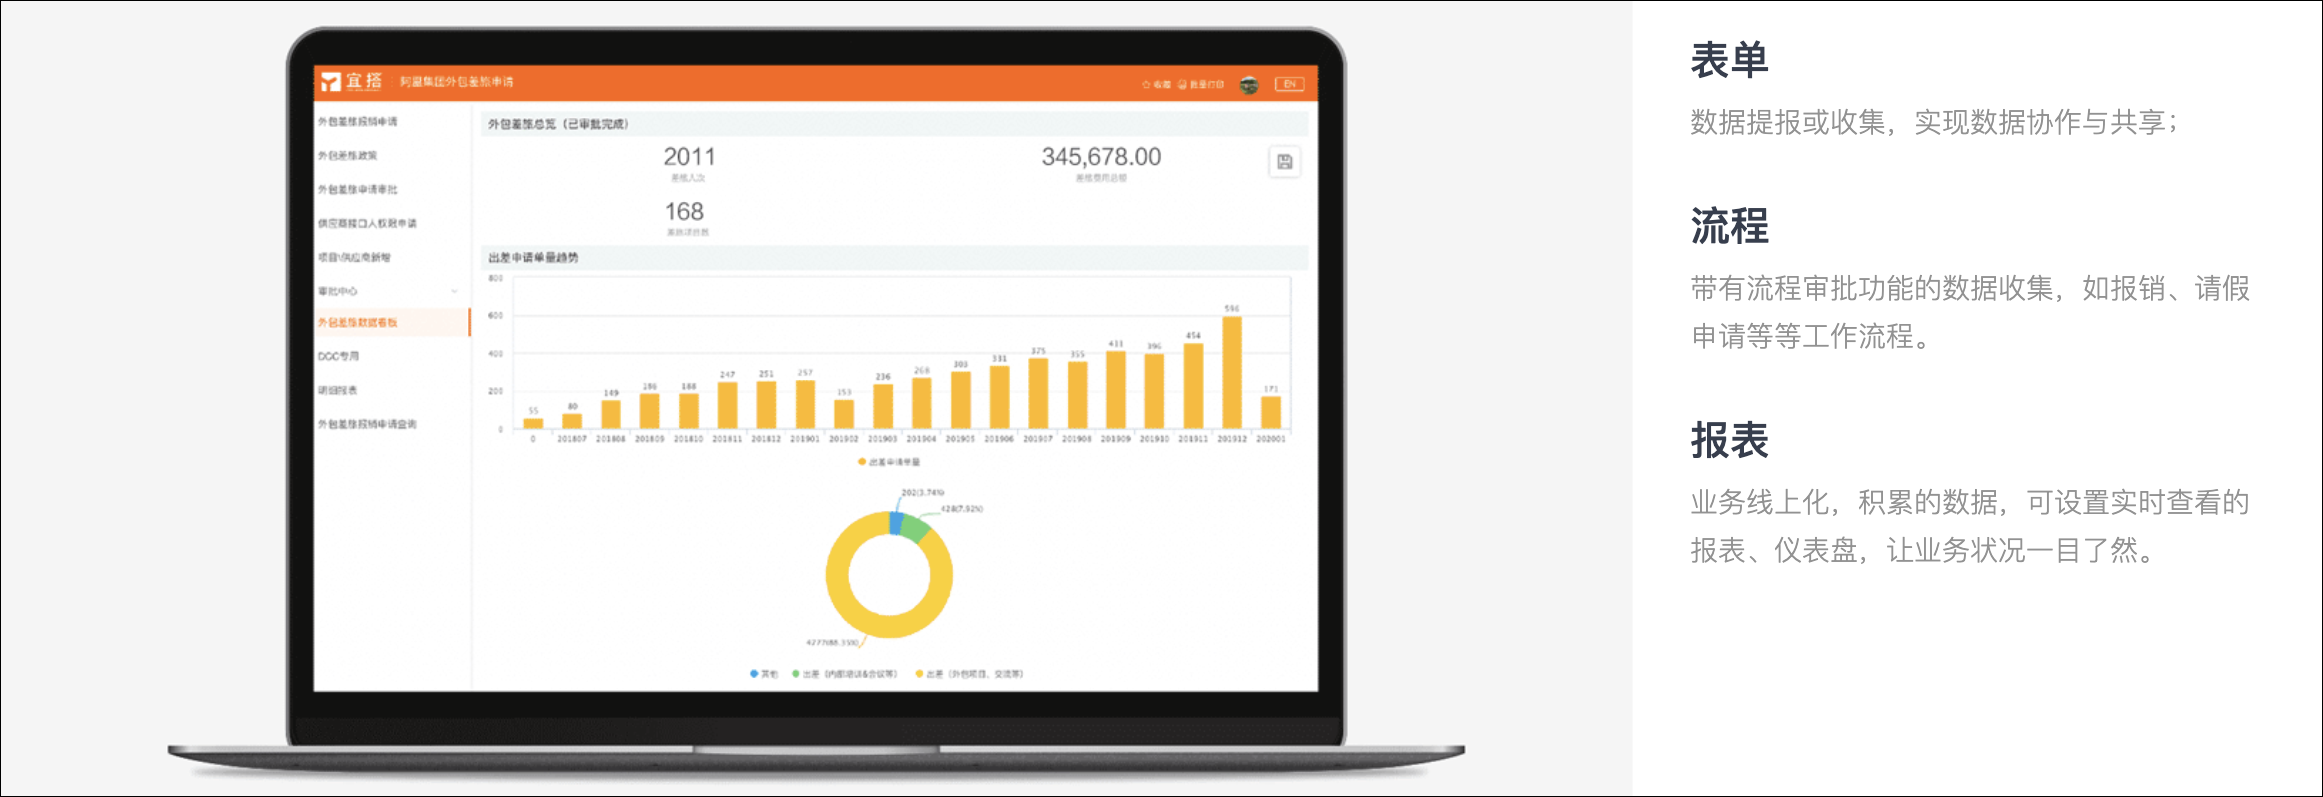 宜搭
阿里集团外包差旅申请
收藏
批量打印
EN
外包差旅报销申请
外包差旅政策
外包差旅申请审批
供应商接口人权限申请
项目\供应商新增
审批中心
外包差旅数据看板
DGC专用
明细报表
外包差旅报销申请查询
外包差旅总览（已审批完成）
2011
差旅人次
345,678.00
差旅费用总额
168
出差申请单量趋势
800
600
400
200
0
55 80 149 186 188 247 251 257 153 236 268 303 331 375 355 411 396 454 596 171
0 201807 201808 201809 201810 201811 201812 201901 201902 201903 201904 201905 201906 201907 201908 201909 201910 201911 201912 202001
出差申请单量
202(3.74%)
428(7.92%)
4777(88.35%)
其他 出差（内部培训&会议等） 出差（外包项目、交流等）
表单
数据提报或收集，实现数据协作与共享；
流程
带有流程审批功能的数据收集，如报销、请假
申请等等工作流程。
报表
业务线上化，积累的数据，可设置实时查看的
报表、仪表盘，让业务状况一目了然。